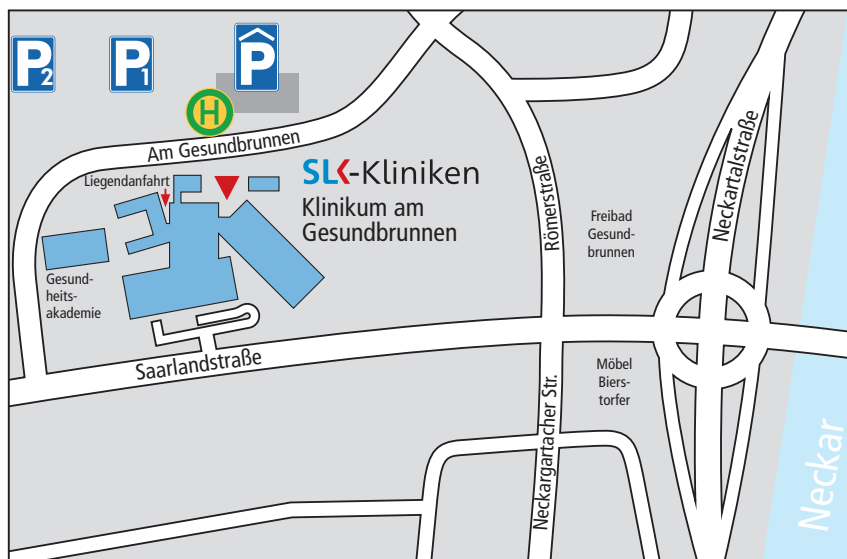 P2
P1
P
H
Am Gesundbrunnen
Liegendanfahrt
SLK-Kliniken
Klinikum am
Gesundbrunnen
Gesund-
heits-
akademie
Saarlandstraße
Römerstraße
Freibad
Gesund-
brunnen
Neckartalstraße
Möbel
Biers-
torfer
Neckargartacher Str.
Neckar